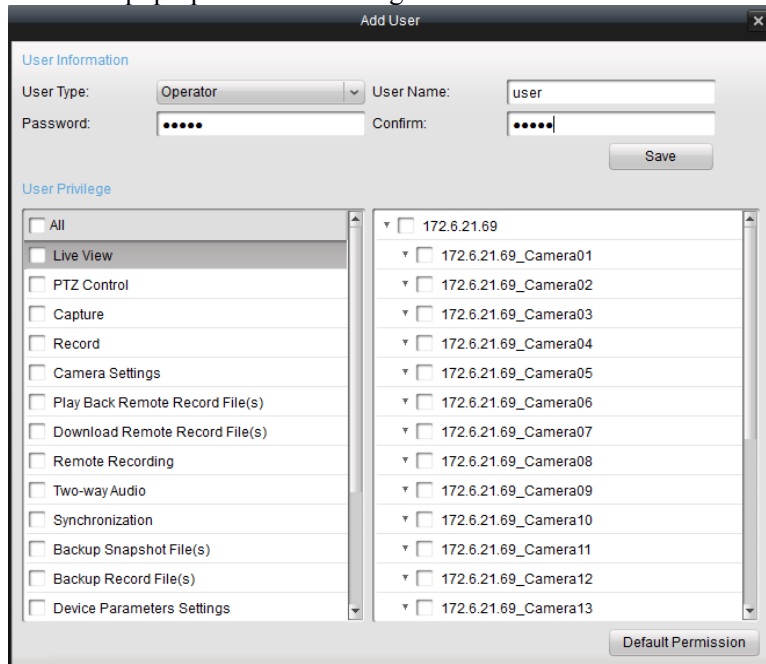 Add User
User Information
User Type: Operator User Name: user
Password: ••••• Confirm: •••••
Save
User Privilege
All 172.6.21.69
Live View 172.6.21.69_Camera01
PTZ Control 172.6.21.69_Camera02
Capture 172.6.21.69_Camera03
Record 172.6.21.69_Camera04
Camera Settings 172.6.21.69_Camera05
Play Back Remote Record File(s) 172.6.21.69_Camera06
Download Remote Record File(s) 172.6.21.69_Camera07
Remote Recording 172.6.21.69_Camera08
Two-way Audio 172.6.21.69_Camera09
Synchronization 172.6.21.69_Camera10
Backup Snapshot File(s) 172.6.21.69_Camera11
Backup Record File(s) 172.6.21.69_Camera12
Device Parameters Settings 172.6.21.69_Camera13
Default Permission